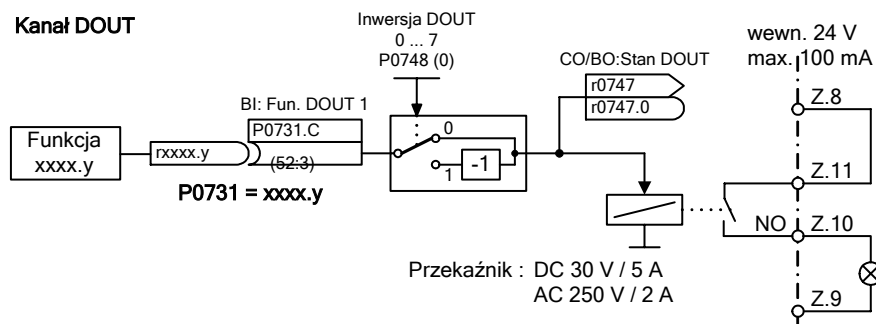 Kanał DOUT
Inwersja DOUT
0 ... 7
P0748 (0)
wewn. 24 V
max. 100 mA
CO/BO:Stan DOUT
r0747
r0747.0
Z.8
BI: Fun. DOUT 1
P0731.C
Funkcja
xxxx.y
rxxxx.y
(52:3)
0
1
-1
P0731 = xxxx.y
Z.11
NO
Z.10
Przekaźnik : DC 30 V / 5 A
AC 250 V / 2 A
Z.9